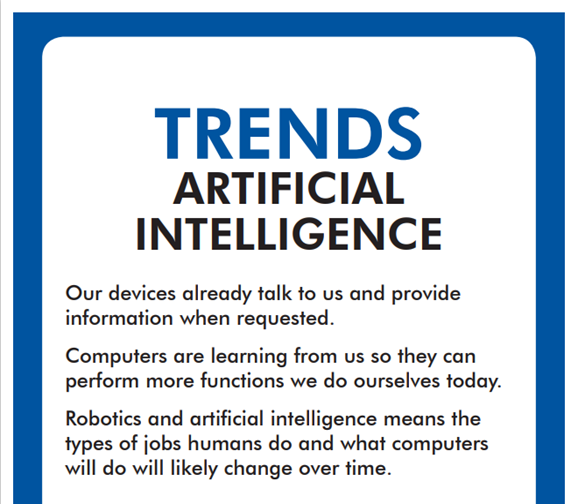 TRENDS
ARTIFICIAL
INTELLIGENCE
Our devices already talk to us and provide
information when requested.
Computers are learning from us so they can
perform more functions we do ourselves today.
Robotics and artificial intelligence means the
types of jobs humans do and what computers
will do will likely change over time.